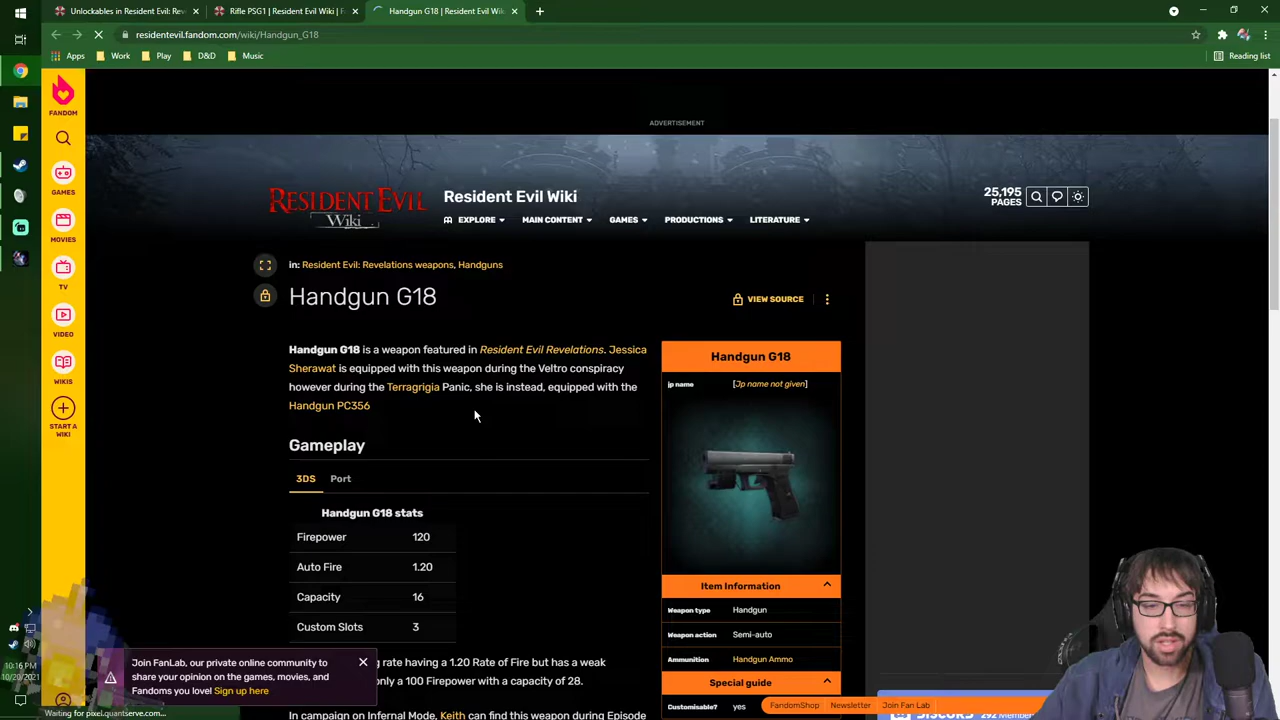 Unlockables - Resident Evil: Rev
Rifle PSG1 | Resident Evil Wiki | F
Handgun G18 | Resident Evil Wik
residentevil.fandom.com/wiki/Handgun_G18
Apps
Work
Play
D&D
Music
Reading list
FANDOM
GAMES
MOVIES
TV
VIDEO
WIKIS
START A
WIKI
ADVERTISEMENT
RESIDENT EVIL
Wiki
Resident Evil Wiki
25,195
PAGES
EXPLORE
MAIN CONTENT
GAMES
PRODUCTIONS
LITERATURE
in: Resident Evil: Revelations weapons, Handguns
Handgun G18
VIEW SOURCE
Handgun G18 is a weapon featured in Resident Evil Revelations. Jessica
Sherawat is equipped with this weapon during the Veltro conspiracy
however during the Terragrigia Panic, she is instead, equipped with the
Handgun PC356
Gameplay
3DS
Port
Handgun G18 stats
Firepower 120
Auto Fire 1.20
Capacity 16
Custom Slots 3
g rate having a 1.20 Rate of Fire but has a weak
only a 100 Firepower with a capacity of 28.
In campaign on Infernal Mode, Keith can find this weapon during Episode
Handgun G18
jp name [Jp name not given]
Item Information
Weapon type Handgun
Weapon action Semi-auto
Ammunition Handgun Ammo
Special guide
Customisable? yes
Join FanLab, our private online community to
share your opinion on the games, movies, and
Fandoms you love! Sign up here
FandomShop
Newsletter
Join Fan Lab
DISCORD
292 Members
10:16 PM
10/20/2021
Waiting for pixel.quantserve.com...